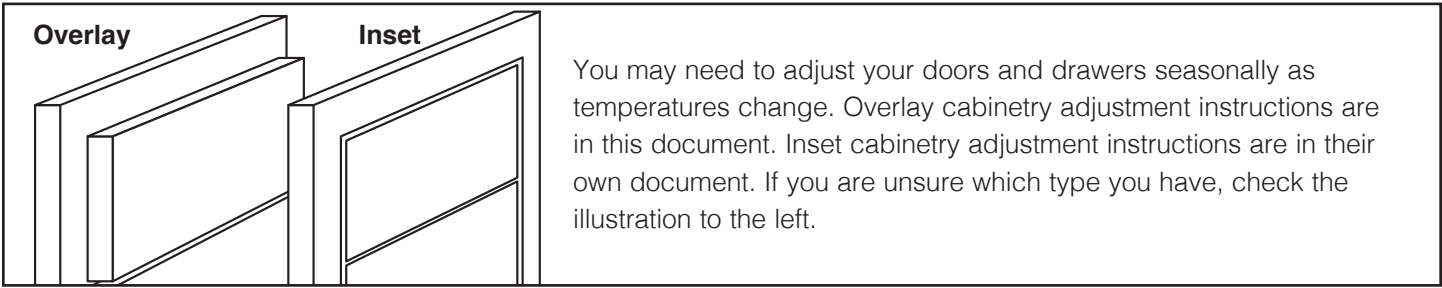 Overlay
Inset
You may need to adjust your doors and drawers seasonally as
temperatures change. Overlay cabinetry adjustment instructions are
in this document. Inset cabinetry adjustment instructions are in their
own document. If you are unsure which type you have, check the
illustration to the left.